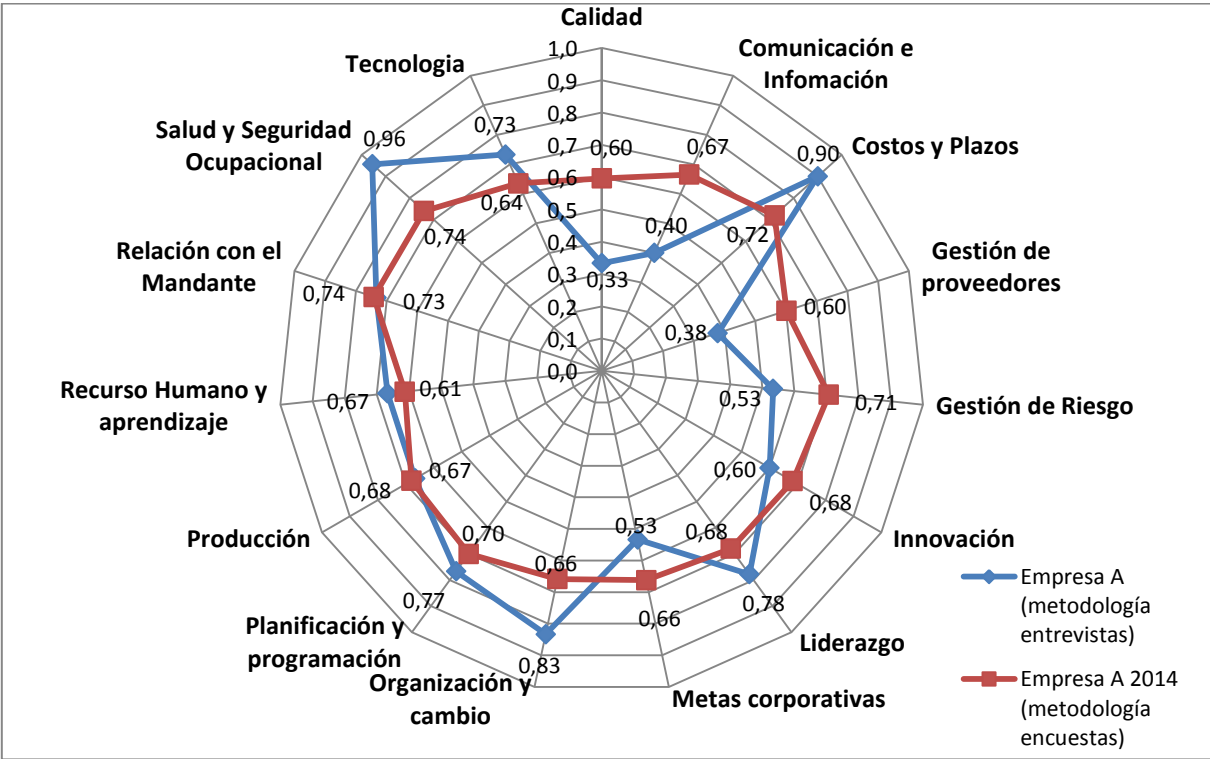 Calidad
Comunicación e
Infomación
Costos y Plazos
Gestión de
proveedores
Gestión de Riesgo
Innovación
Liderazgo
Metas corporativas
Organización y
cambio
Planificación y
programación
Producción
Recurso Humano y
aprendizaje
Relación con el
Mandante
Salud y Seguridad
Ocupacional
Tecnologia
1,0
0,9
0,8
0,7
0,6
0,5
0,4
0,3
0,2
0,1
0,0
0,33
0,40
0,90
0,38
0,53
0,60
0,78
0,53
0,83
0,77
0,67
0,67
0,73
0,96
0,73
0,60
0,67
0,72
0,60
0,71
0,68
0,68
0,66
0,66
0,70
0,68
0,61
0,74
0,74
0,64
Empresa A
(metodología
entrevistas)
Empresa A 2014
(metodología
encuestas)